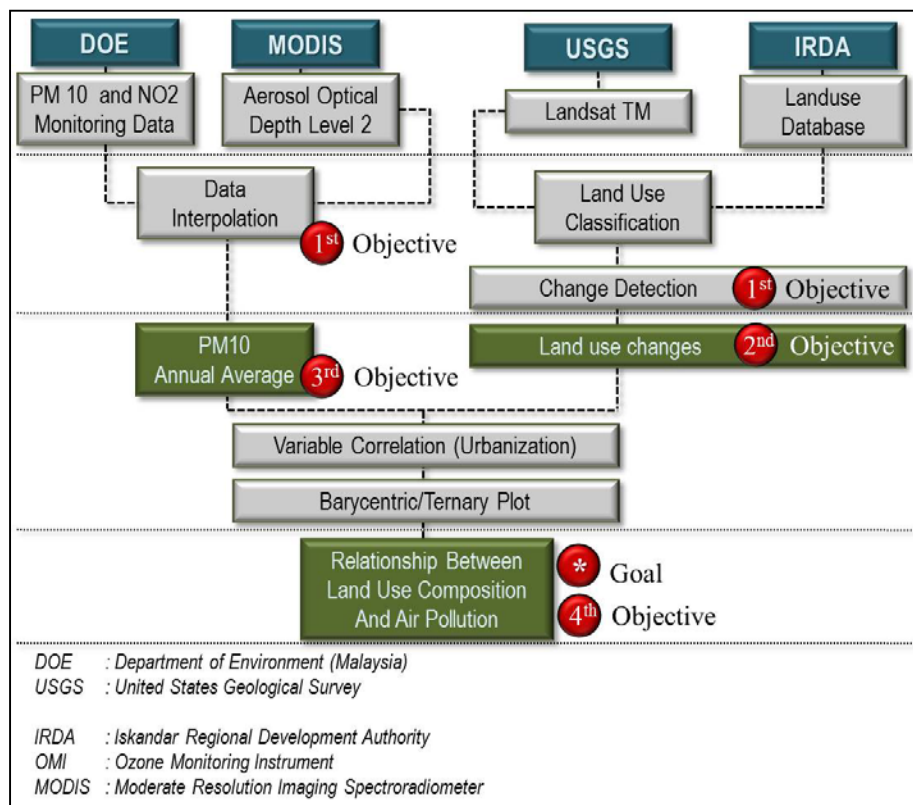 DOE
MODIS
USGS
IRDA
PM 10 and NO2
Monitoring Data
Aerosol Optical
Depth Level 2
Landsat TM
Landuse
Database
Data
Interpolation
1st Objective
Land Use
Classification
Change Detection 1st Objective
PM10
Annual Average 3rd Objective
Land use changes 2nd Objective
Variable Correlation (Urbanization)
Barycentric/Ternary Plot
Relationship Between
Land Use Composition
And Air Pollution
* Goal
4th Objective
DOE : Department of Environment (Malaysia)
USGS : United States Geological Survey
IRDA : Iskandar Regional Development Authority
OMI : Ozone Monitoring Instrument
MODIS : Moderate Resolution Imaging Spectroradiometer